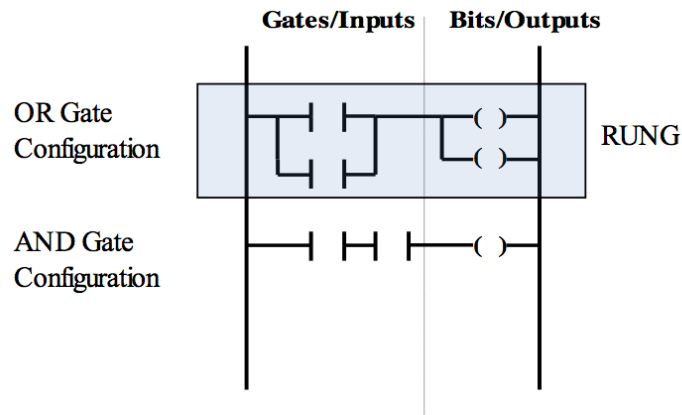 Gates/Inputs
Bits/Outputs
OR Gate
Configuration
RUNG
AND Gate
Configuration